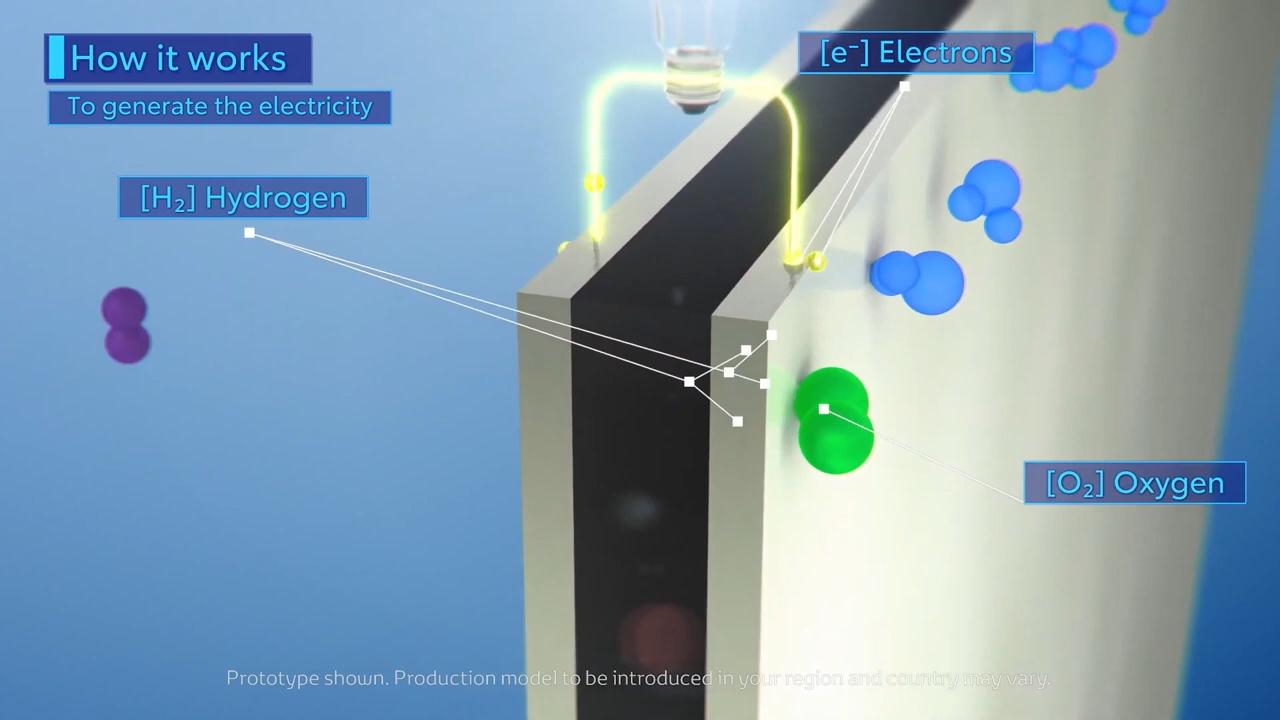 How it works
To generate the electricity
[e⁻] Electrons
[H₂] Hydrogen
[O₂] Oxygen
Prototype shown. Production model to be introduced in your region and country may vary.